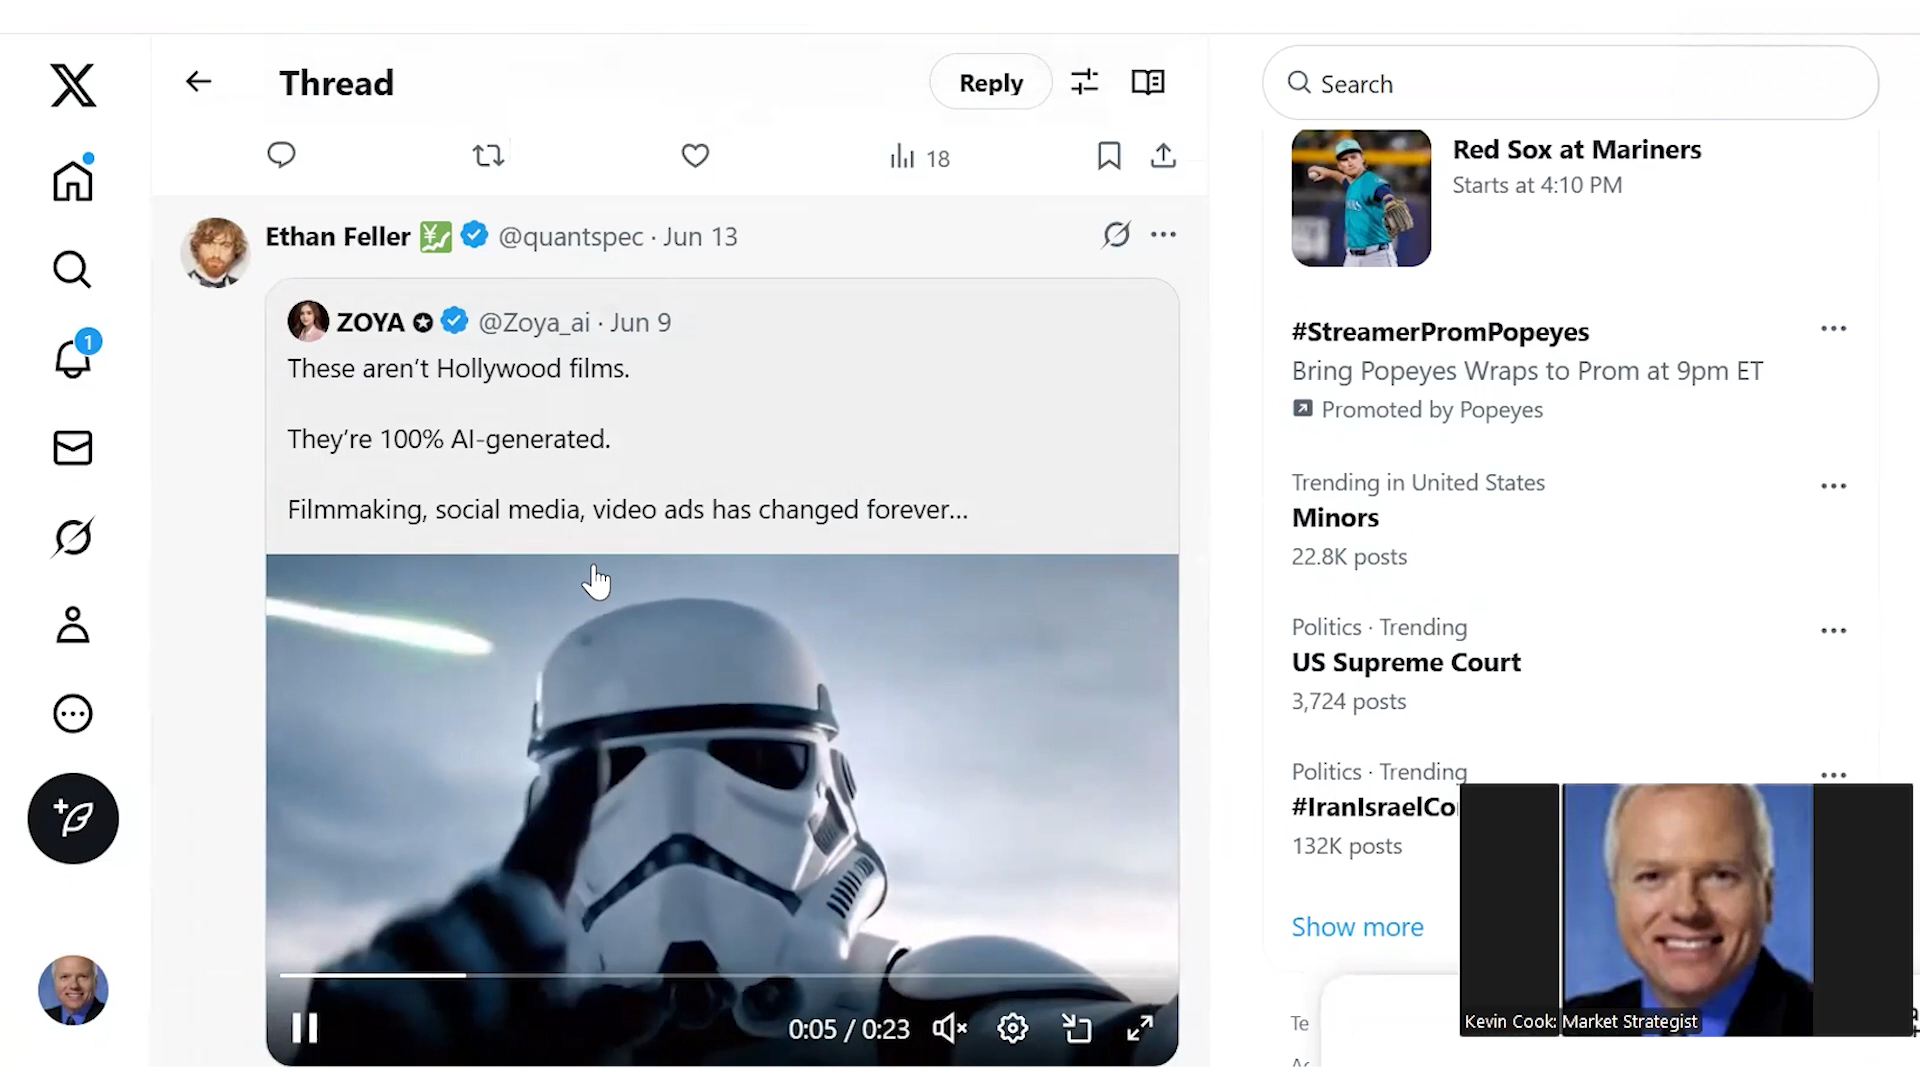 Thread
Reply
Search
18
Ethan Feller @quantspec · Jun 13
ZOYA @Zoya_ai · Jun 9
These aren’t Hollywood films.
They’re 100% AI-generated.
Filmmaking, social media, video ads has changed forever...
0:05 / 0:23
1
Red Sox at Mariners
Starts at 4:10 PM
#StreamerPromPopeyes
Bring Popeyes Wraps to Prom at 9pm ET
Promoted by Popeyes
Trending in United States
Minors
22.8K posts
Politics · Trending
US Supreme Court
3,724 posts
Politics · Trending
#IranIsraelCo
132K posts
Show more
Te
Kevin Cook: Market Strategist